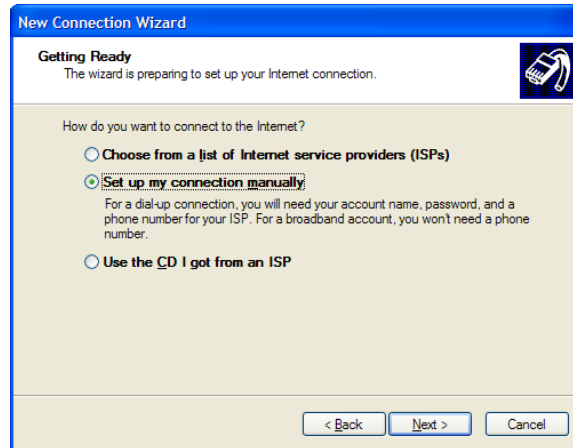 New Connection Wizard
Getting Ready
The wizard is preparing to set up your Internet connection.
How do you want to connect to the Internet?
Choose from a list of Internet service providers (ISPs)
Set up my connection manually
For a dial-up connection, you will need your account name, password, and a
phone number for your ISP. For a broadband account, you won't need a phone
number.
Use the CD I got from an ISP
< Back Next > Cancel